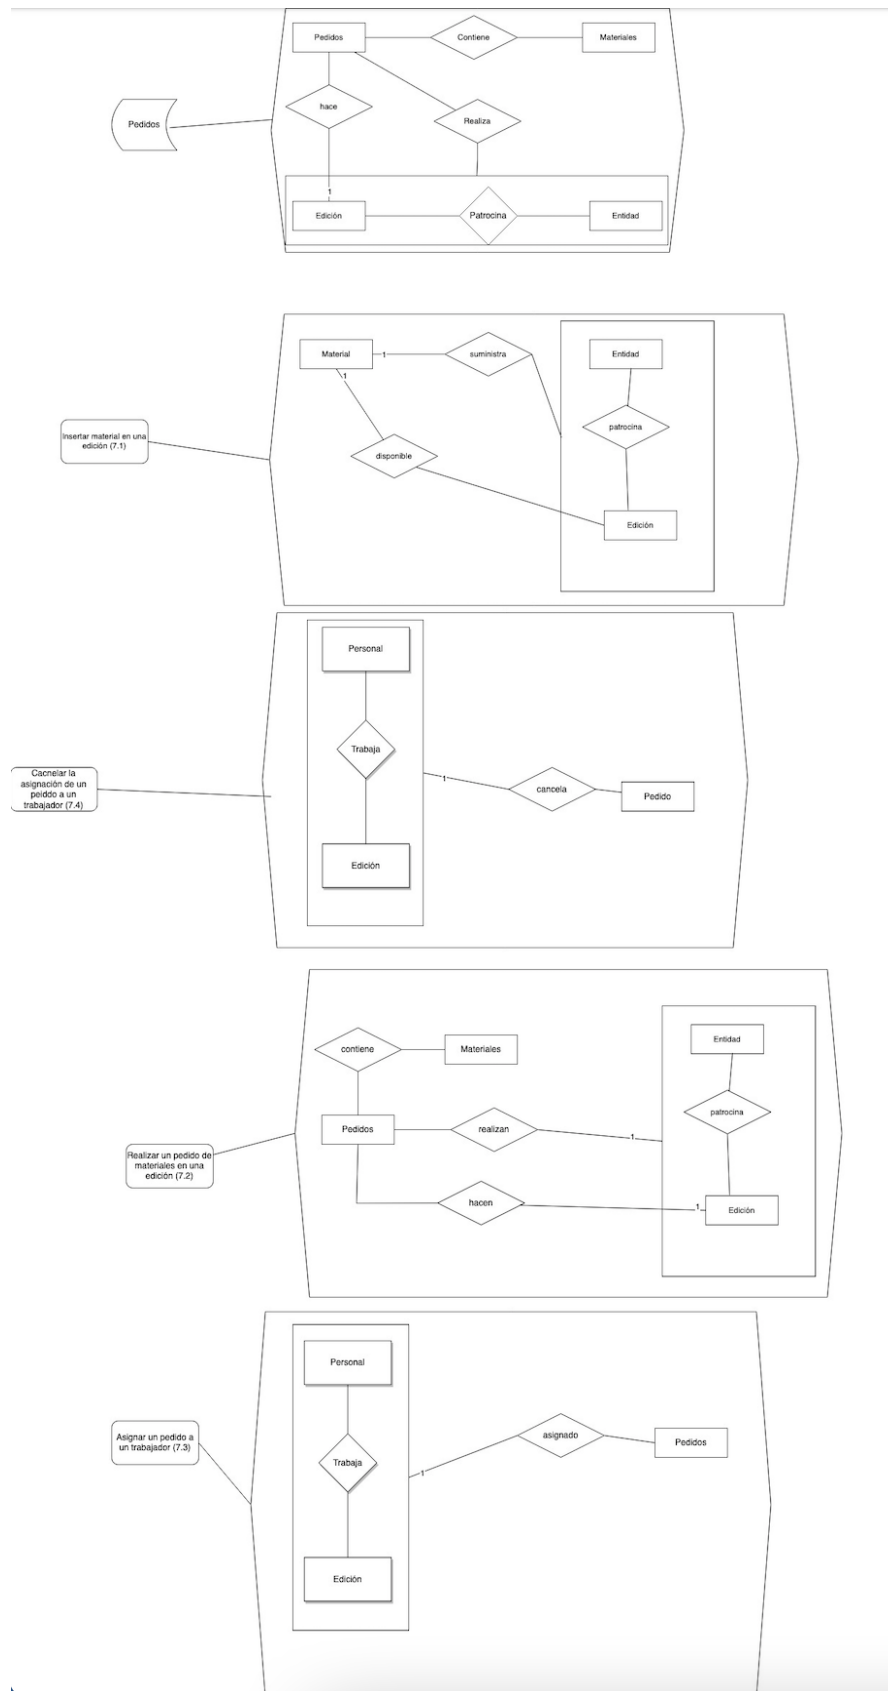 Pedidos
Contiene
Materiales
hace
Realiza
Pedidos
1
Edición
Patrocina
Entidad
Material
1
suministra
Entidad
1
patrocina
Insertar material en una
edición (7.1)
disponible
Edición
Personal
Trabaja
Cacnelar la
asignación de un
peiddo a un
trabajador (7.4)
1
cancela
Pedido
Edición
contiene
Materiales
Entidad
patrocina
Pedidos
realizan
1
Realizar un pedido de
materiales en una
edición (7.2)
hacen
1
Edición
Personal
Asignar un pedido a
un trabajador (7.3)
asignado
Pedidos
Trabaja
1
Edición